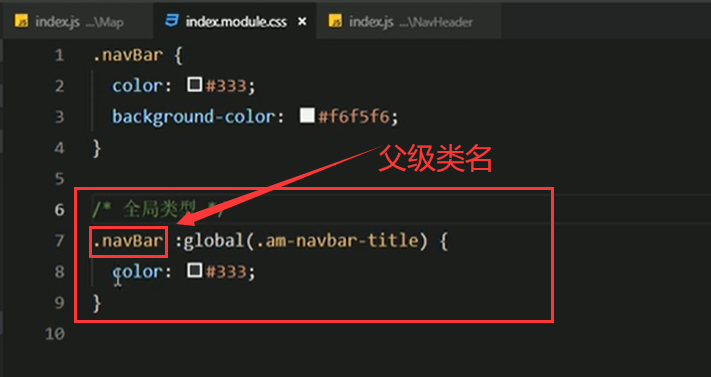 index.js ...\Map index.module.css × index.js ...\NavHeader
1 .navBar {
2 color: #333;
3 background-color: #f6f5f6;
4 }
父级类名
5
6 /* 全局类型 */
7 .navBar :global(.am-navbar-title) {
8 color: #333;
9 }
10